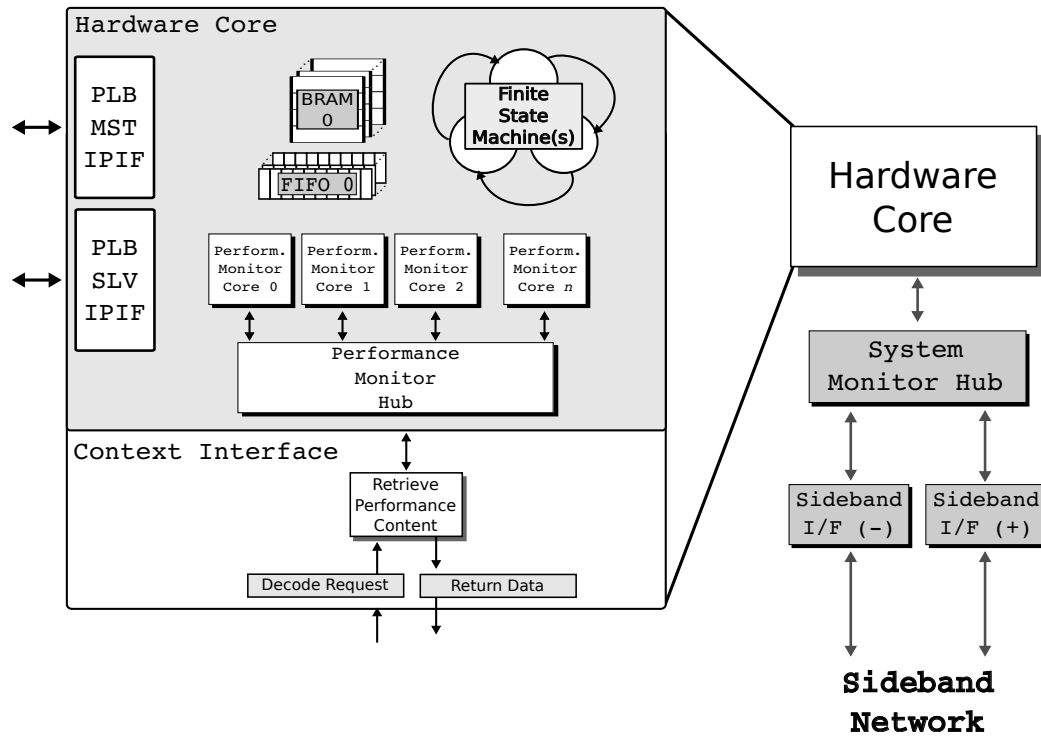 Hardware Core
PLB
MST
IPIF
BRAM
0
FIFO 0
Finite
State
Machine(s)
PLB
SLV
IPIF
Perform.
Monitor
Core 0
Perform.
Monitor
Core 1
Perform.
Monitor
Core 2
Perform.
Monitor
Core n
Performance
Monitor
Hub
Context Interface
Retrieve
Performance
Content
Decode Request
Return Data
Hardware
Core
System
Monitor Hub
Sideband
I/F (-)
Sideband
I/F (+)
Sideband
Network